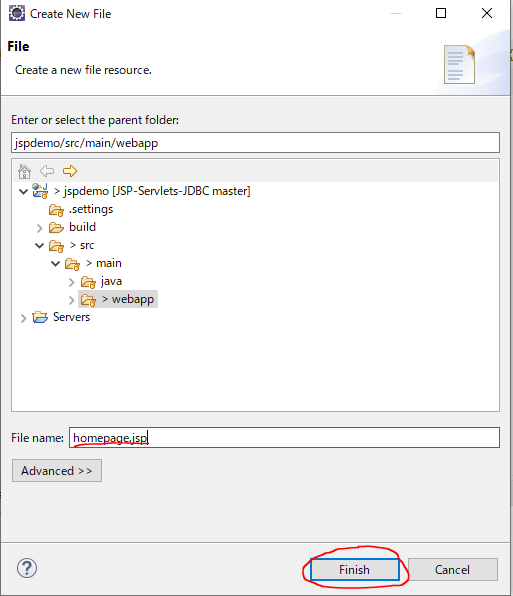 Create New File
File
Create a new file resource.
Enter or select the parent folder:
jspdemo/src/main/webapp
> jspdemo [JSP-Servlets-JDBC master]
.settings
build
> src
> main
java
> webapp
Servers
File name: homepage.jsp
Advanced >>
? Finish Cancel